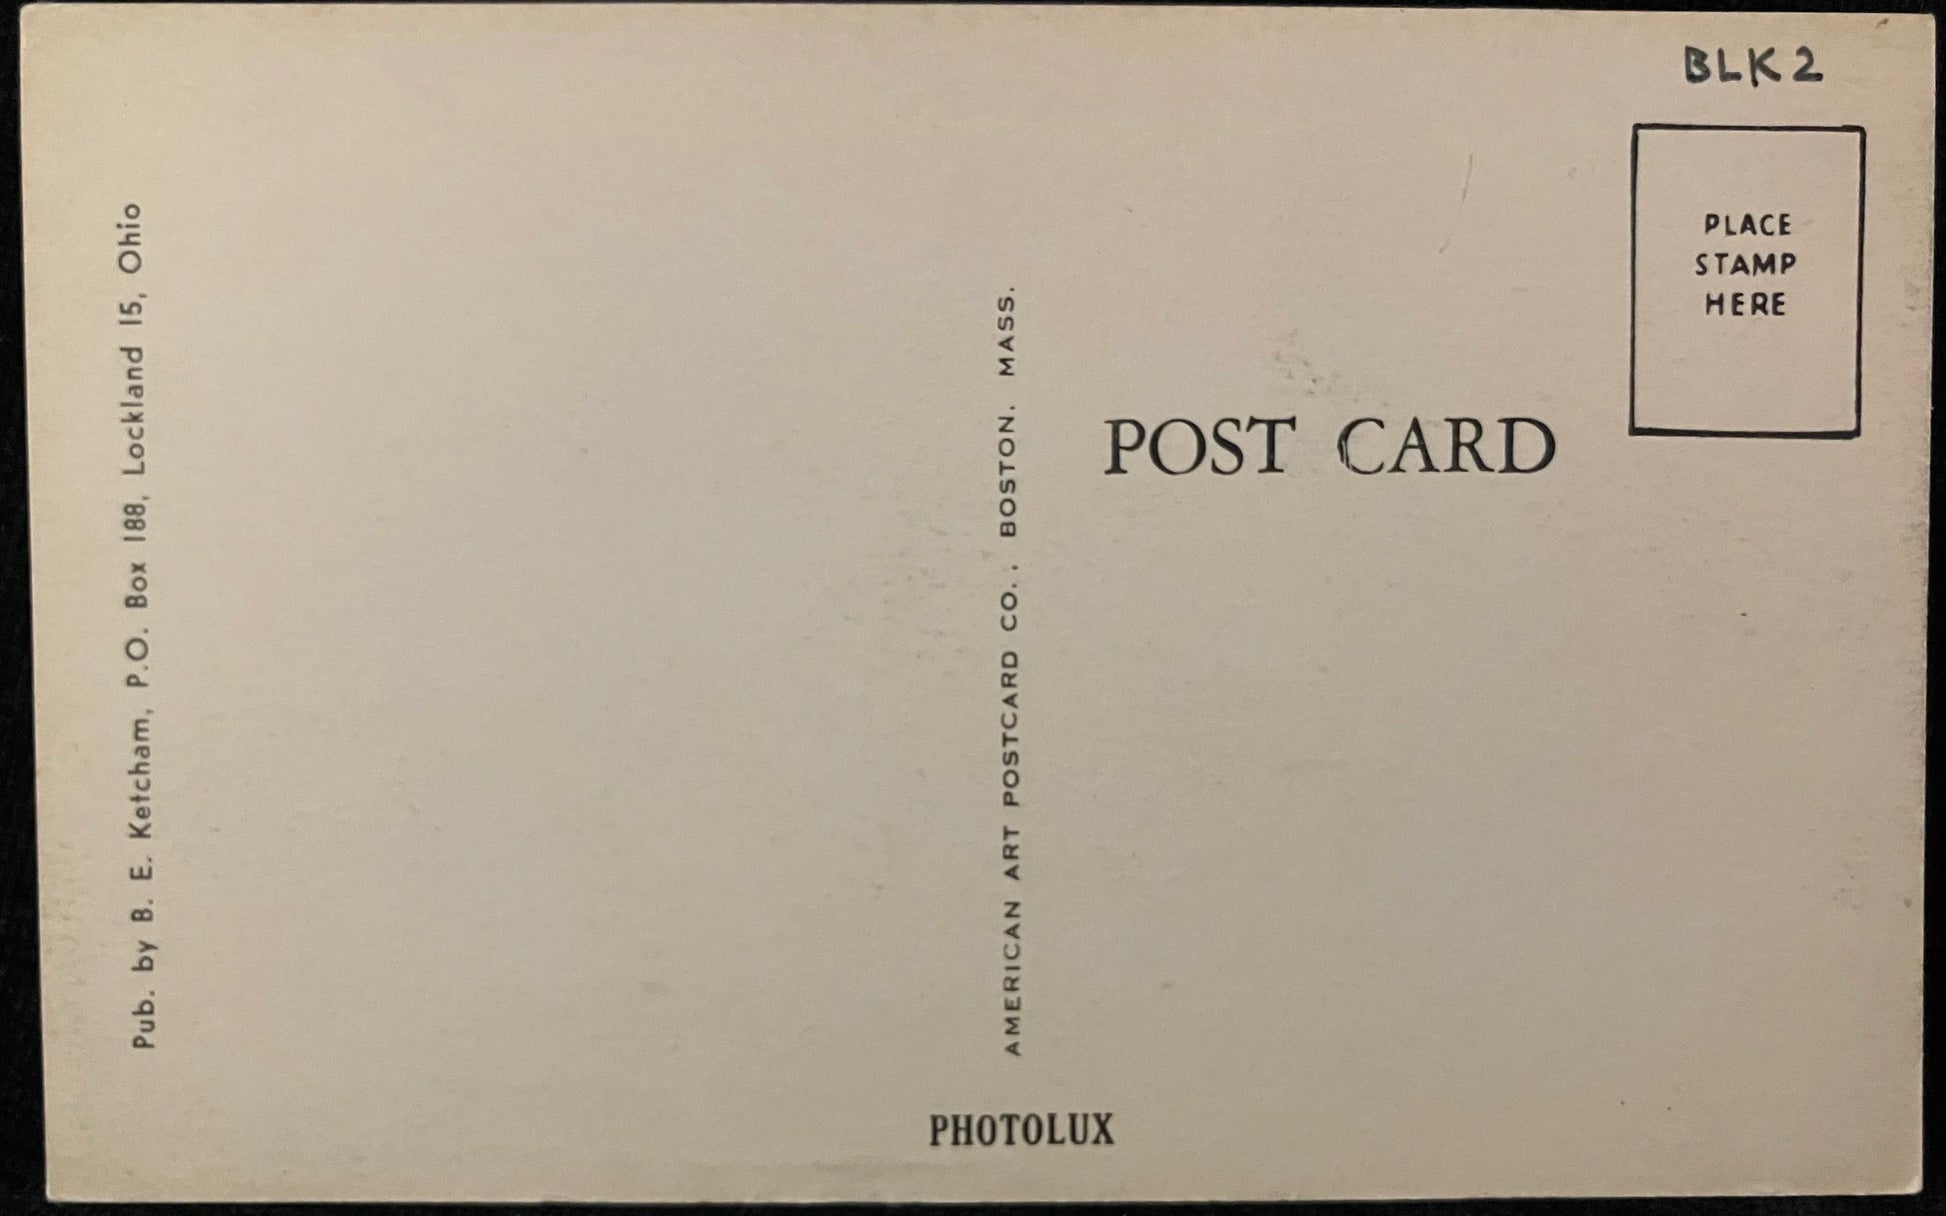 BLK2
PLACE
STAMP
HERE
POST CARD
Pub. by B. E. Ketcham, P.O. Box 188, Lockland 15, Ohio
AMERICAN ART POSTCARD CO., BOSTON. MASS.
PHOTOLUX